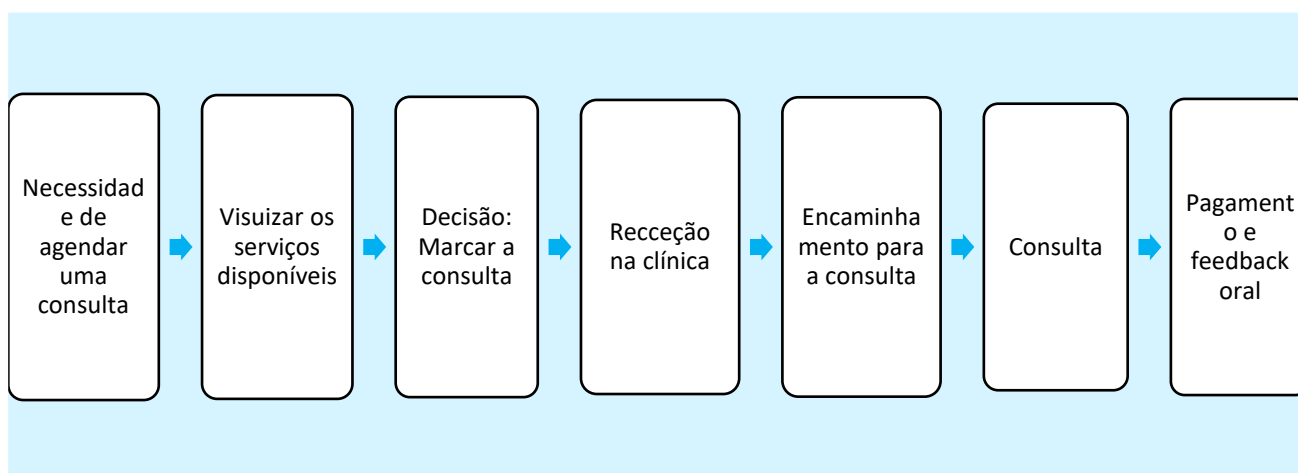 Necessidad
e de
agendar
uma
consulta
Visuizar os
serviços
disponíveis
Decisão:
Marcar a
consulta
Recceção
na clínica
Encaminha
mento para
a consulta
Consulta
Pagament
o e
feedback
oral